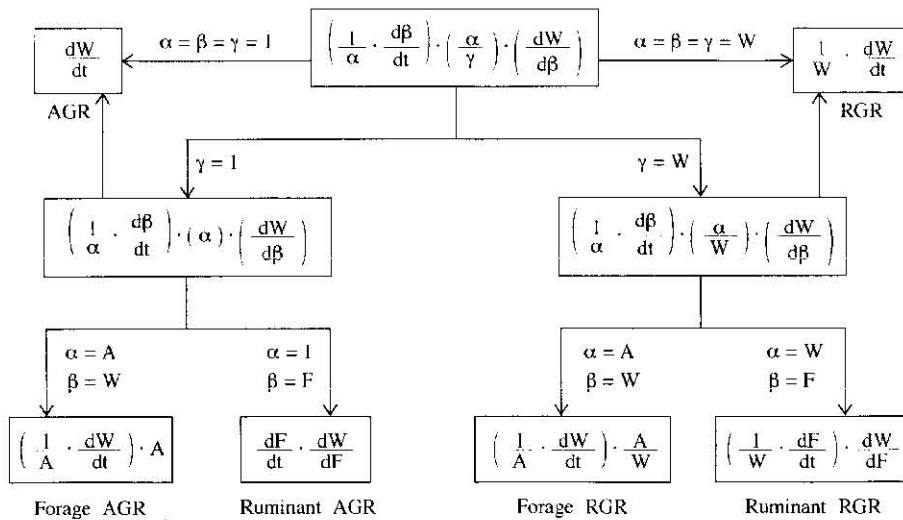 dW/dt
α = β = γ = 1
(1/α · dβ/dt) · (α/γ) · (dW/dβ)
α = β = γ = W
1/W · dW/dt
AGR
RGR
γ = 1
γ = W
(1/α · dβ/dt) · (α) · (dW/dβ)
(1/α · dβ/dt) · (α/W) · (dW/dβ)
α = A
β = W
α = 1
β = F
α = A
β = W
α = W
β = F
(1/A · dW/dt) · A
dF/dt · dW/dF
(1/A · dW/dt) · A/W
(1/W · dF/dt) · dW/dF
Forage AGR
Ruminant AGR
Forage RGR
Ruminant RGR